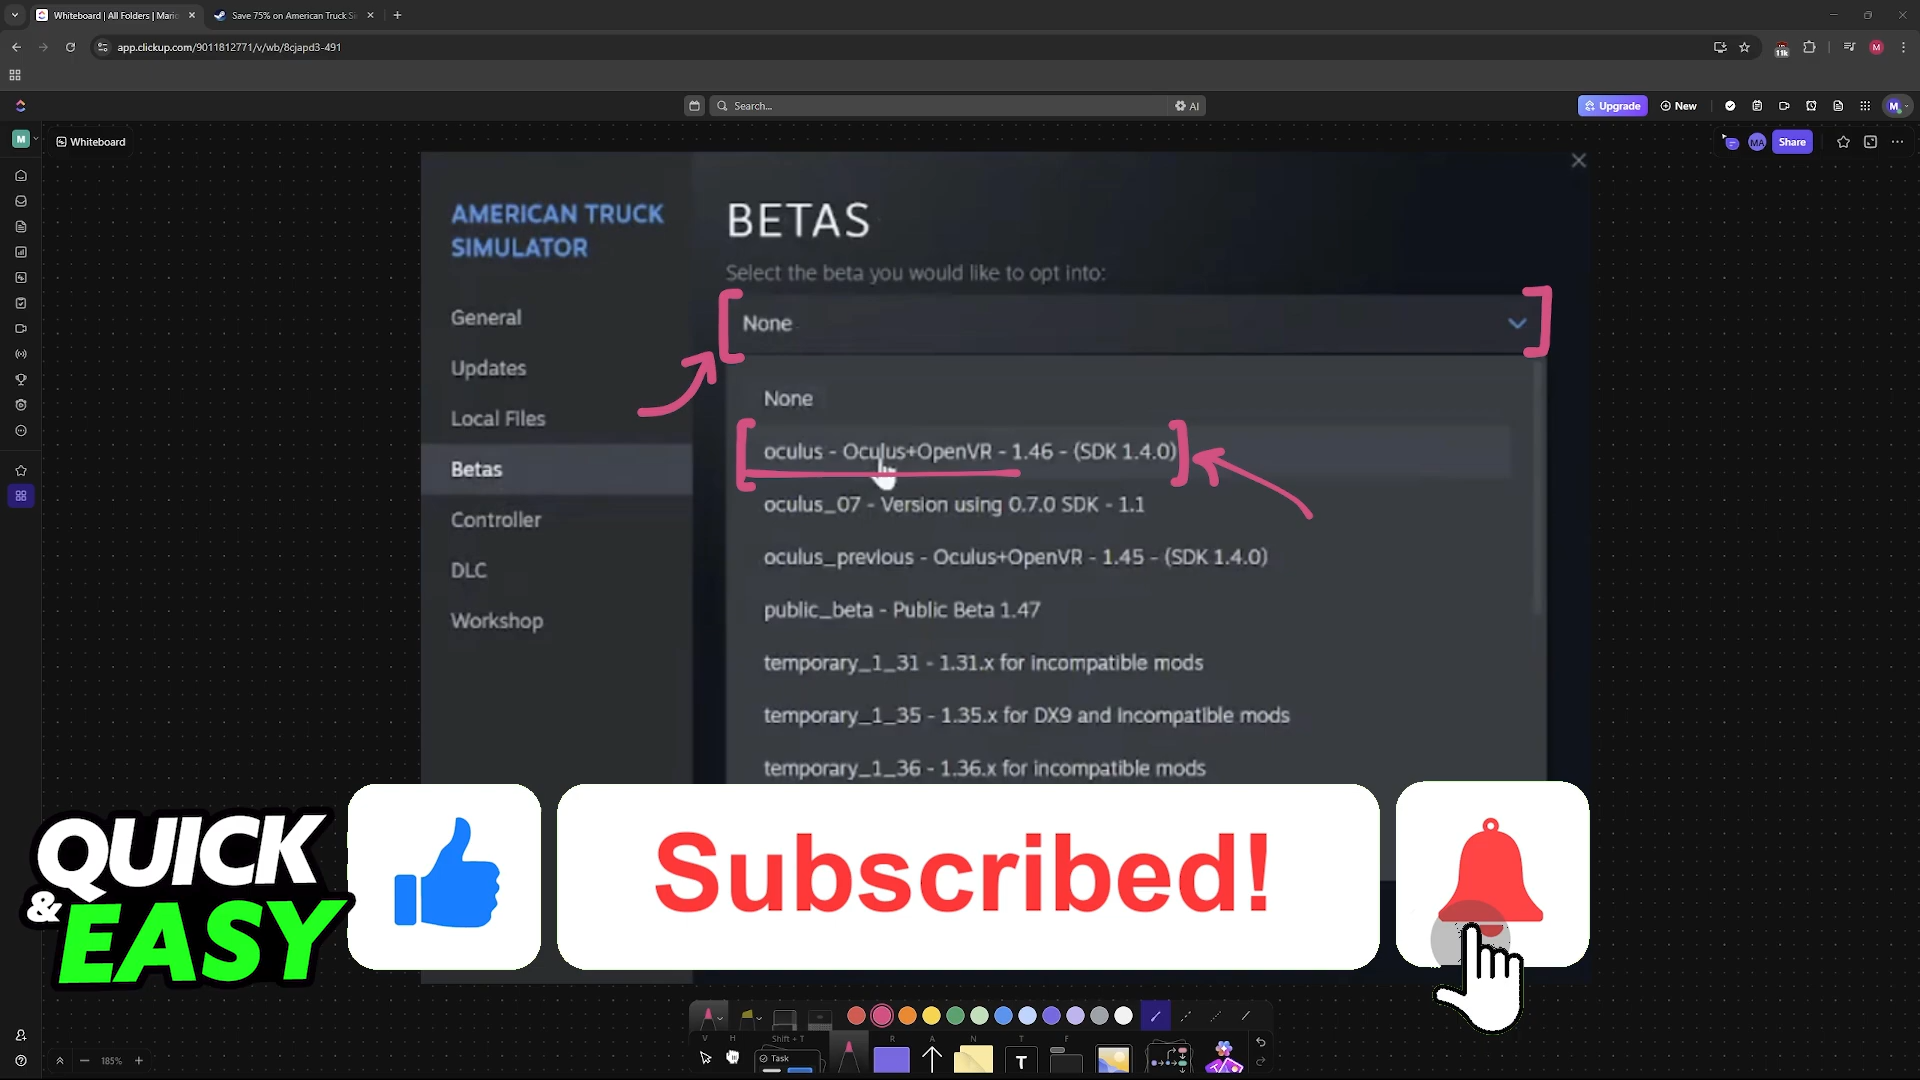 Whiteboard | All Folders | Mario
Save 75% on American Truck Si
app.clickup.com/9011812771/v/wb/8cjapd3-491
11k
M
Search...
AI
Upgrade
New
M
M
Whiteboard
MA
Share
AMERICAN TRUCK
SIMULATOR
General
Updates
Local Files
Betas
Controller
DLC
Workshop
BETAS
Select the beta you would like to opt into:
None
None
oculus - Oculus+OpenVR - 1.46 - (SDK 1.4.0)
oculus_07 - Version using 0.7.0 SDK - 1.1
oculus_previous - Oculus+OpenVR - 1.45 - (SDK 1.4.0)
public_beta - Public Beta 1.47
temporary_1_31 - 1.31.x for incompatible mods
temporary_1_35 - 1.35.x for DX9 and incompatible mods
temporary_1_36 - 1.36.x for incompatible mods
QUICK
&EASY
Subscribed!
V H Shift + T R A N T F
Task
T
185%